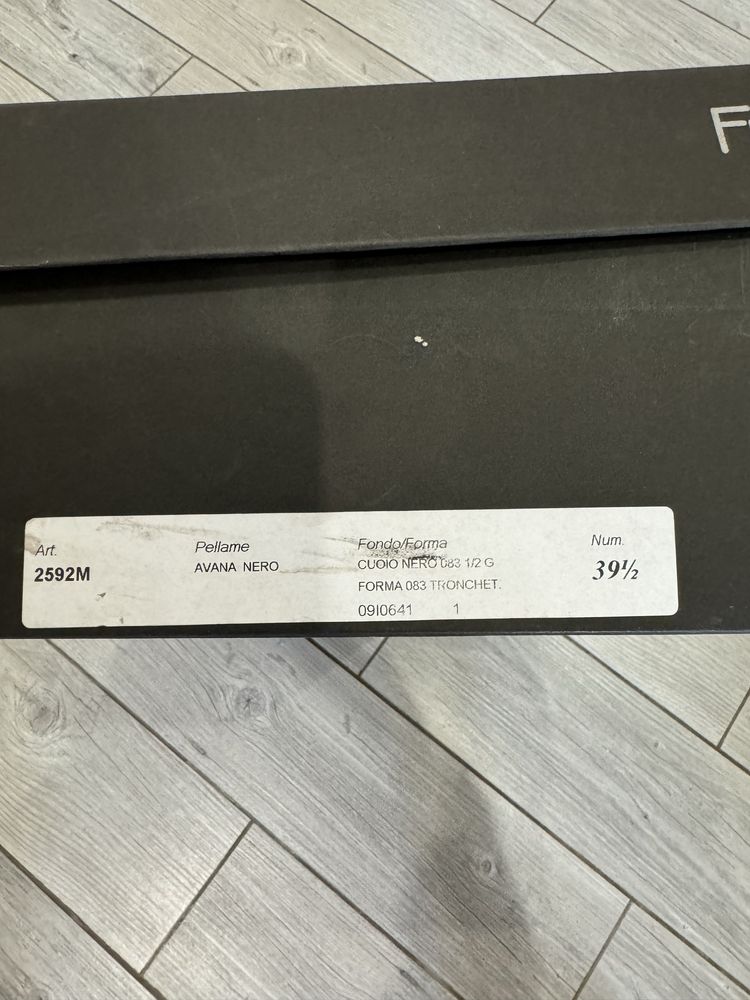 Art.
2592M
Pellame
AVANA NERO
Fondo/Forma
CUOIO NERO 083 1/2 G
FORMA 083 TRONCHET.
09I0641 1
Num.
39½